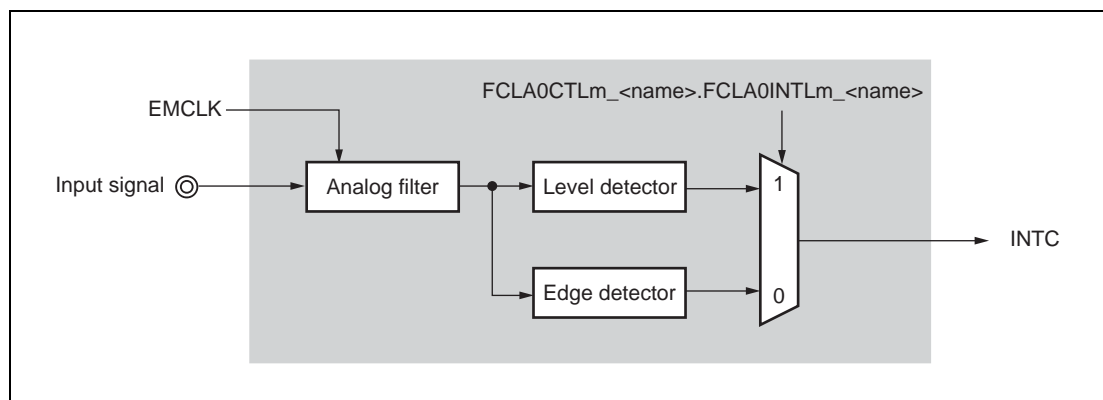 FCLA0CTLm_<name>.FCLA0INTLm_<name>
EMCLK
Input signal
Analog filter
Level detector
1
INTC
Edge detector
0